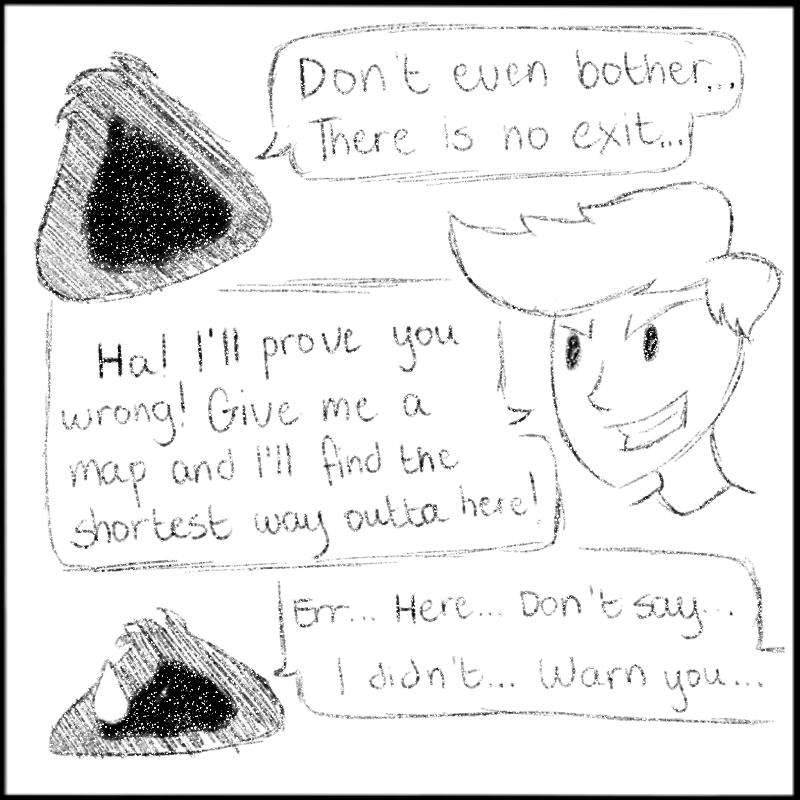 Don't even bother...
There is no exit...
Ha! I'll prove you
wrong! Give me a
map and I'll find the
shortest way outta here!
Err... Here... Don't say...
I didn't... Warn you...